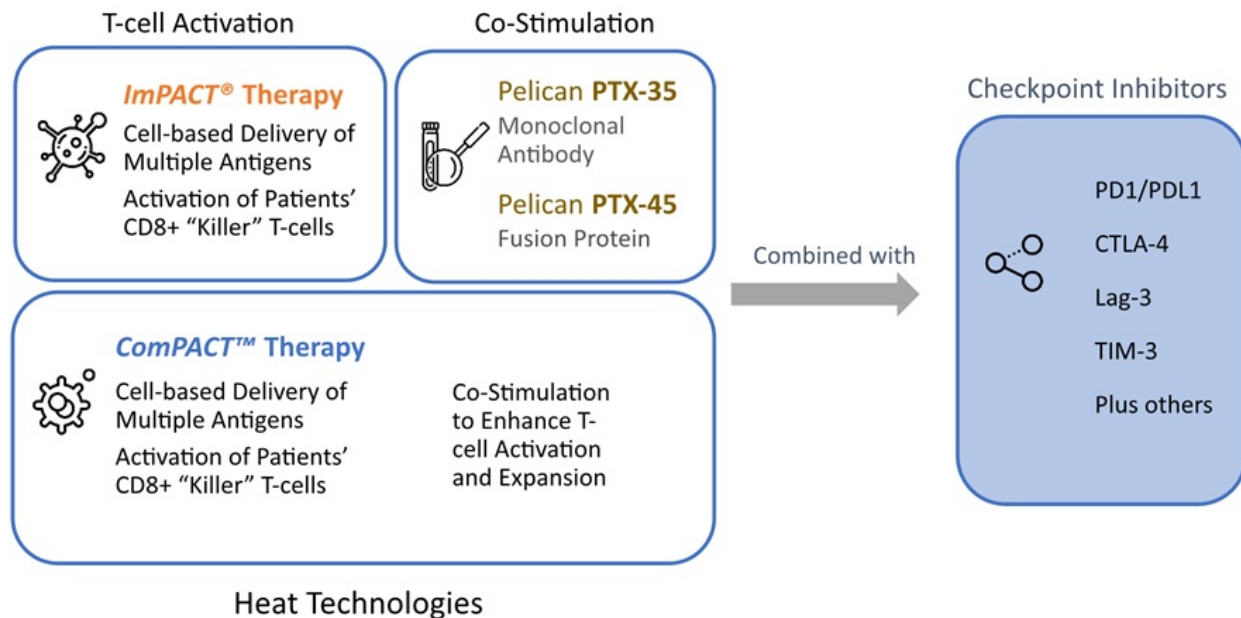 T-cell Activation
ImPACT® Therapy
Cell-based Delivery of
Multiple Antigens
Activation of Patients’
CD8+ “Killer” T-cells
Co-Stimulation
Pelican PTX-35
Monoclonal
Antibody
Pelican PTX-45
Fusion Protein
ComPACT™ Therapy
Cell-based Delivery of
Multiple Antigens
Activation of Patients’
CD8+ “Killer” T-cells
Co-Stimulation
to Enhance T-
cell Activation
and Expansion
Heat Technologies
Combined with
Checkpoint Inhibitors
PD1/PDL1
CTLA-4
Lag-3
TIM-3
Plus others